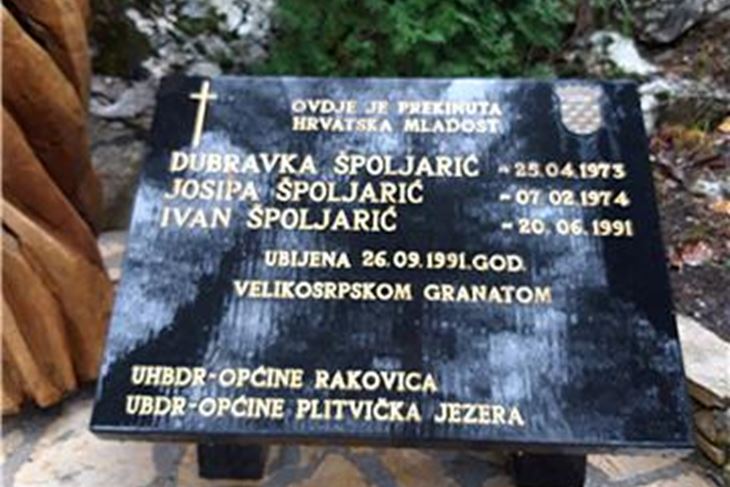 OVDJE JE PREKINUTA
HRVATSKA MLADOST
DUBRAVKA ŠPOLJARIĆ - 25.04.1973
JOSIPA ŠPOLJARIĆ - 07.02.1974
IVAN ŠPOLJARIĆ - 20.06.1991
UBIJENA 26.09.1991.GOD.
VELIKOSRPSKOM GRANATOM
UHBDR-OPĆINE RAKOVICA
UBDR-OPĆINE PLITVIČKA JEZERA